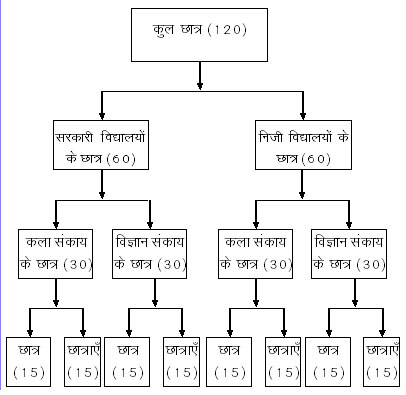 कुल छात्र (120)
सरकारी विद्यालयों
के छात्र (60)
निजी विद्यालयों के
छात्र (60)
कला संकाय
के छात्र (30)
विज्ञान संकाय
के छात्र (30)
कला संकाय
के छात्र (30)
विज्ञान संकाय
के छात्र (30)
छात्र
(15)
छात्राएँ
(15)
छात्र
(15)
छात्राएँ
(15)
छात्र
(15)
छात्राएँ
(15)
छात्र
(15)
छात्राएँ
(15)